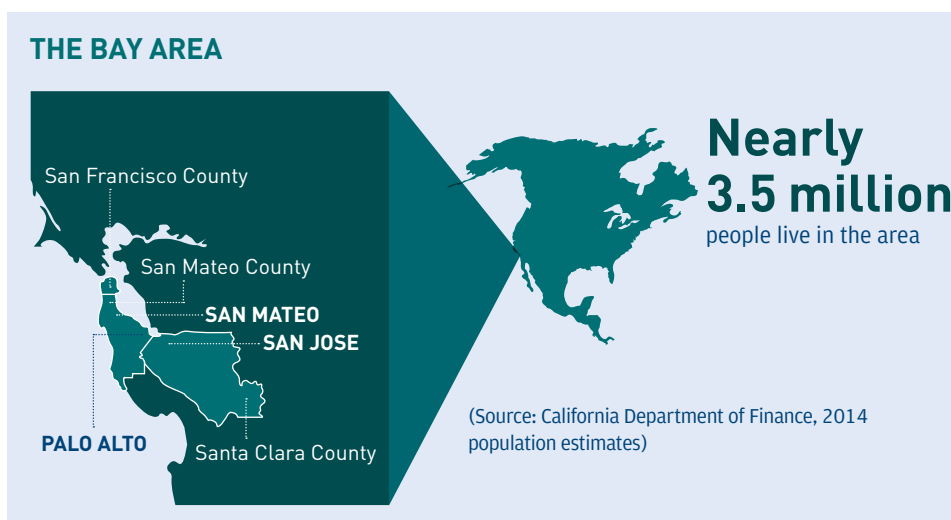 THE BAY AREA
San Francisco County
San Mateo County
SAN MATEO
SAN JOSE
PALO ALTO
Santa Clara County
Nearly
3.5 million
people live in the area
(Source: California Department of Finance, 2014
population estimates)